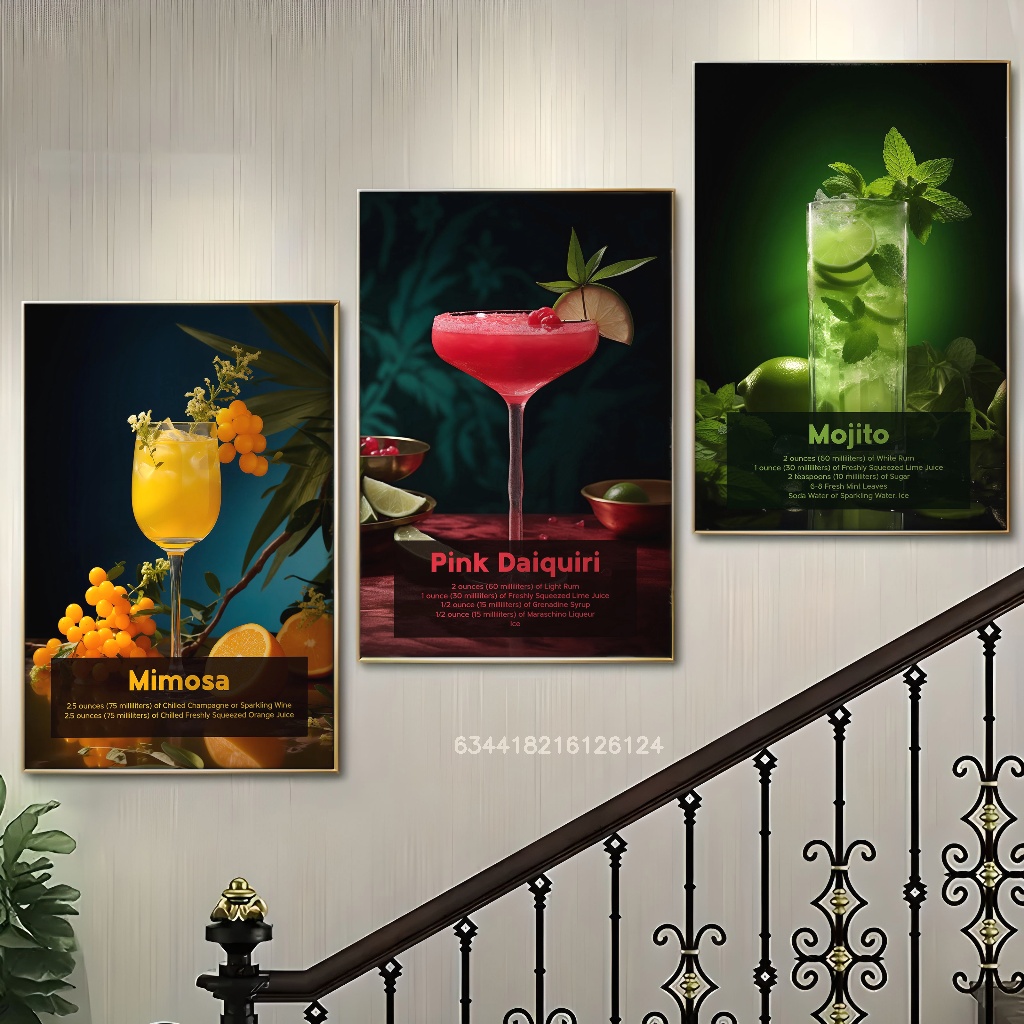 Mimosa
2.5 ounces (75 milliliters) of Chilled Champagne or Sparkling Wine
2.5 ounces (75 milliliters) of Chilled Freshly Squeezed Orange Juice
Pink Daiquiri
2 ounces (60 milliliters) of Light Rum
1 ounce (30 milliliters) of Freshly Squeezed Lime Juice
1/2 ounce (15 milliliters) of Grenadine Syrup
1/2 ounce (15 milliliters) of Maraschino Liqueur
Ice
Mojito
2 ounces (60 milliliters) of White Rum
1 ounce (30 milliliters) of Freshly Squeezed Lime Juice
2 teaspoons (10 milliliters) of Sugar
6-8 Fresh Mint Leaves
Soda Water or Sparkling Water Ice
634418216126124